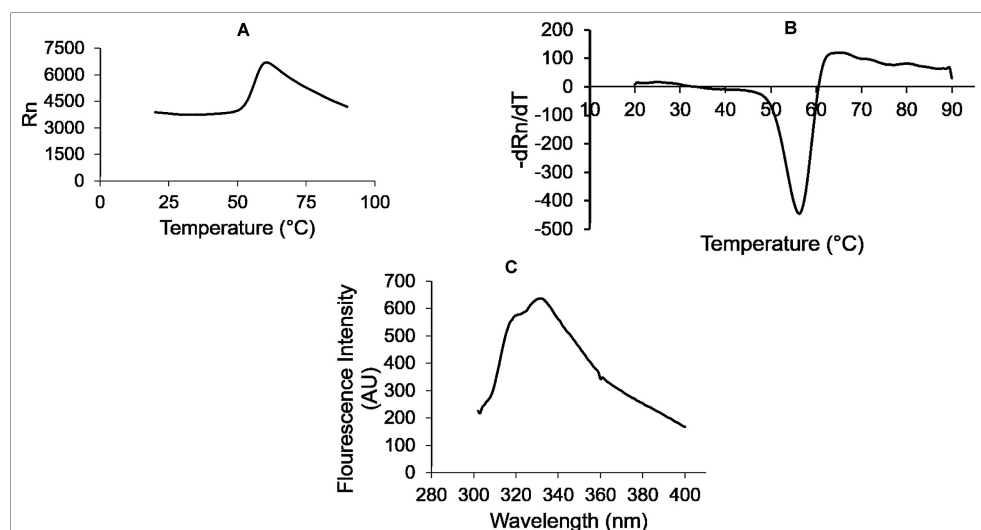 A
7500
6000
4500
3000
1500
0
Rn
0 25 50 75 100
Temperature (°C)
B
200
100
0
-100
-200
-300
-400
-500
-dRn/dT
10 20 30 40 50 60 70 80 90
Temperature (°C)
C
700
600
500
400
300
200
100
0
Flourescence Intensity
(AU)
280 300 320 340 360 380 400
Wavelength (nm)